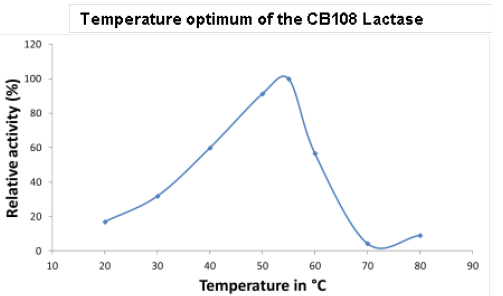 Temperature optimum of the CB108 Lactase
Relative activity (%)
120
100
80
60
40
20
0
10 20 30 40 50 60 70 80 90
Temperature in °C